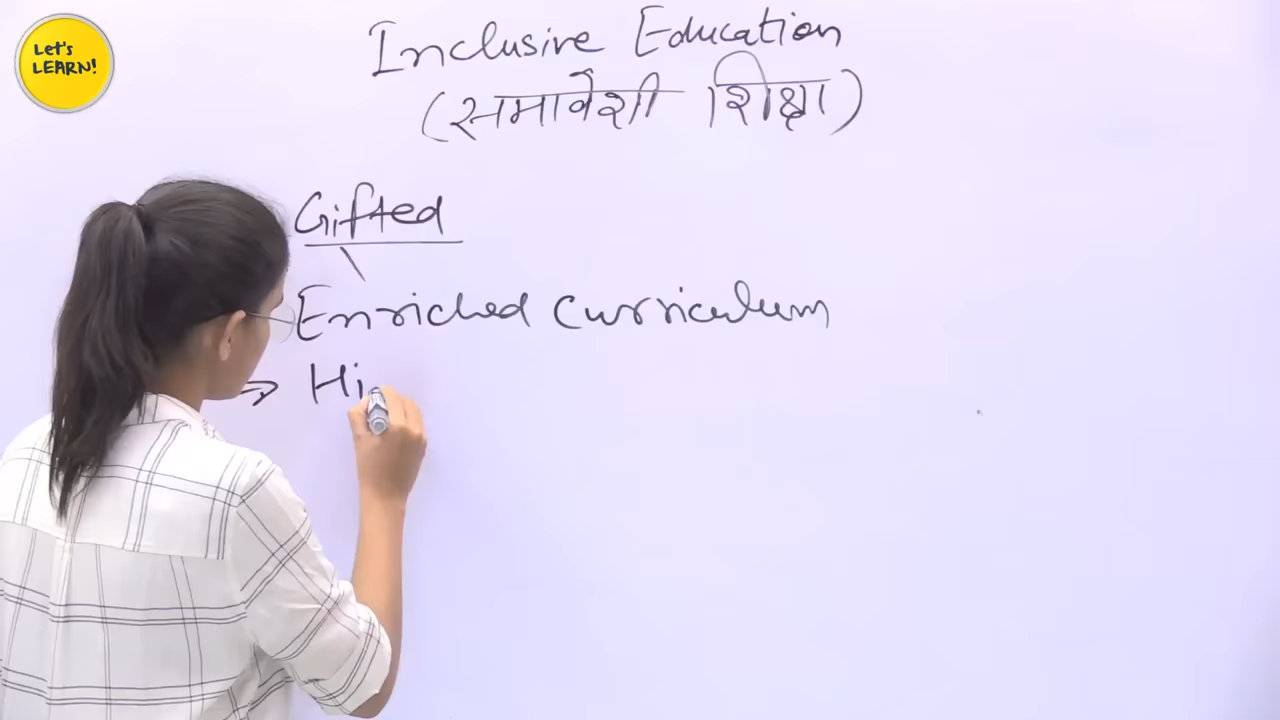 Let's
LEARN!
Inclusive Education
(समावेशी शिक्षा)
Gifted
Enriched curriculum
→ Hi